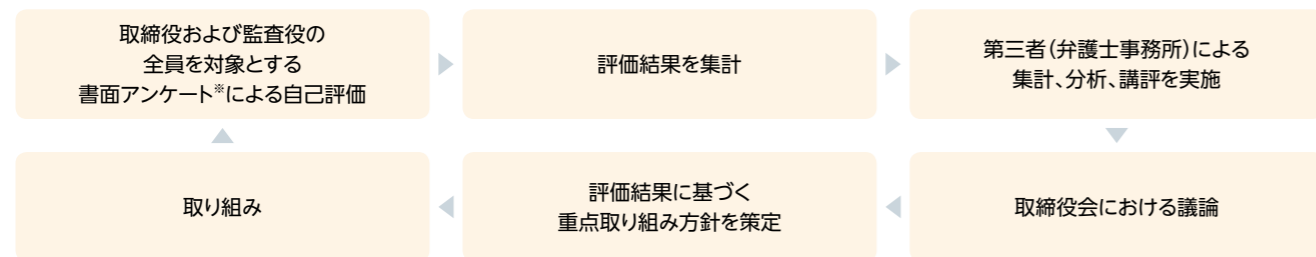 取締役および監査役の
全員を対象とする
書面アンケート※による自己評価
評価結果を集計
第三者(弁護士事務所)による
集計、分析、講評を実施
取締役会における議論
評価結果に基づく
重点取り組み方針を策定
取り組み